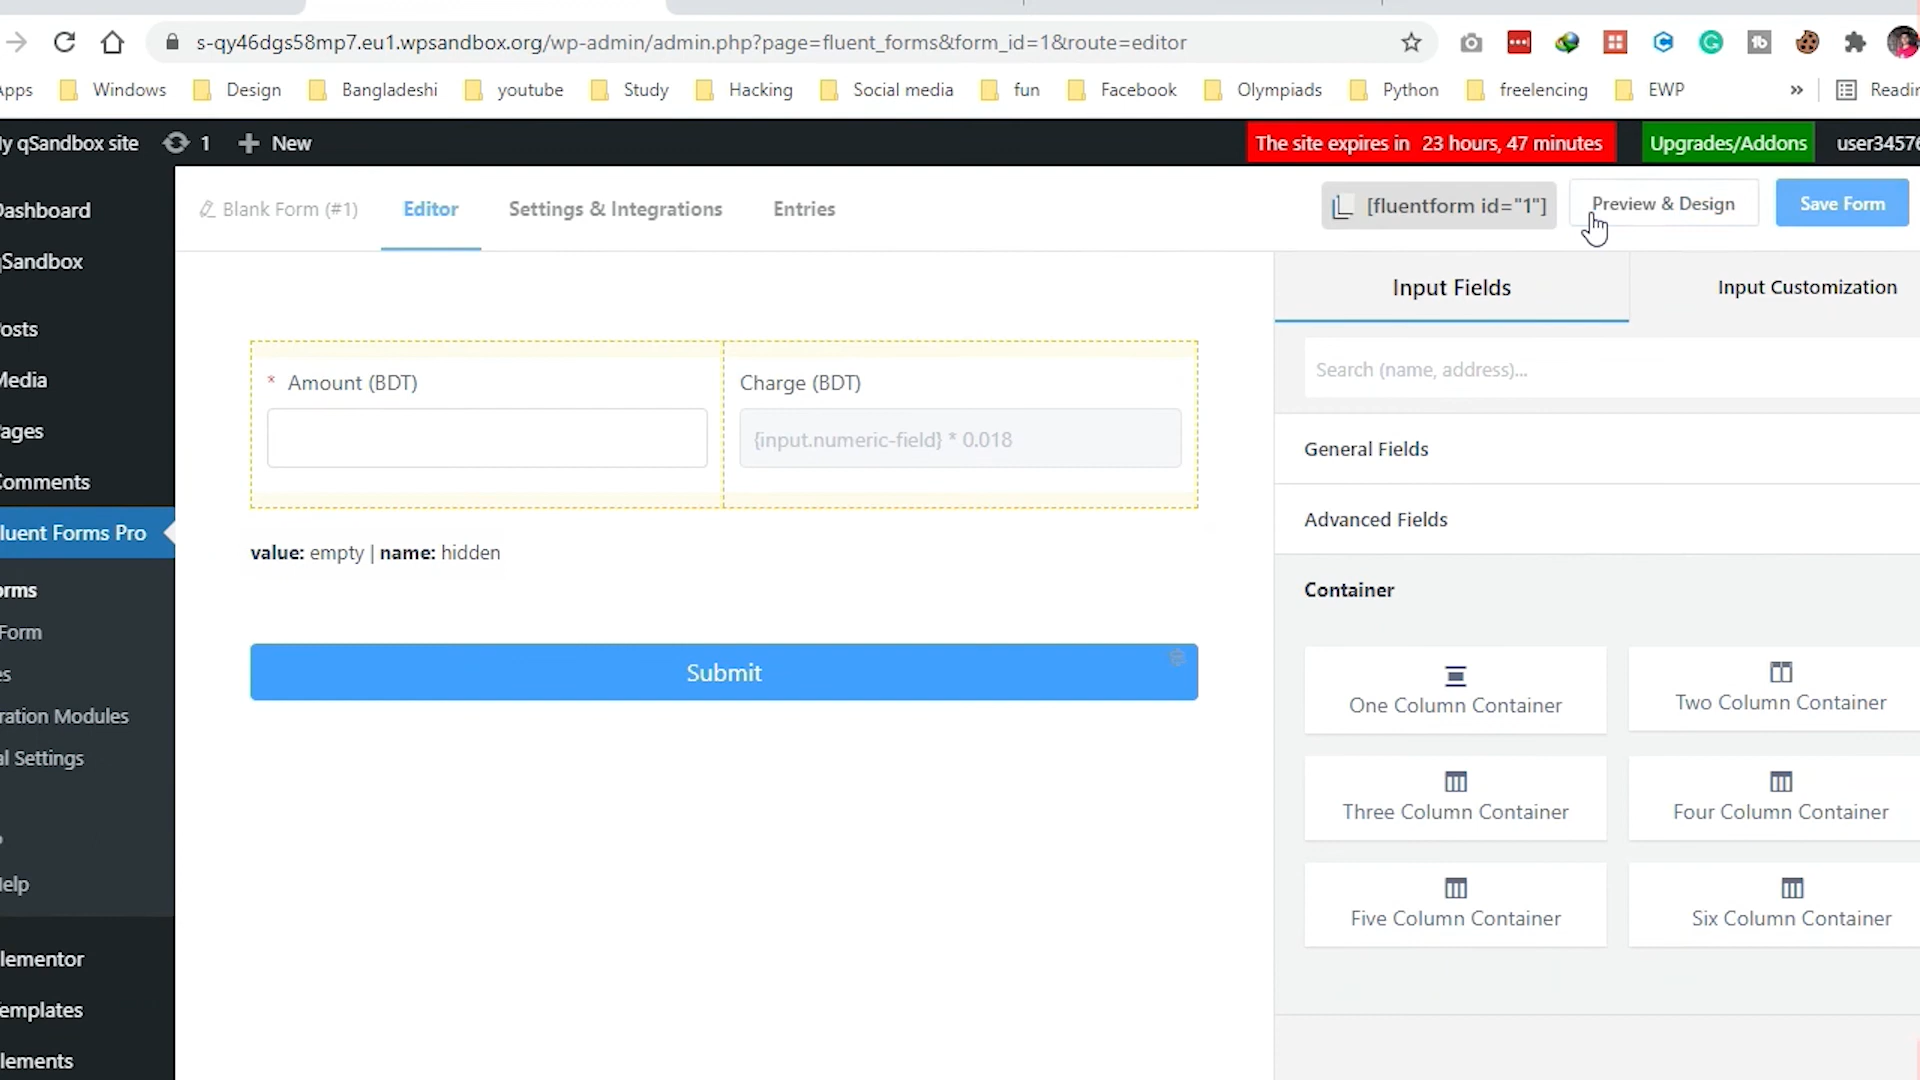 s-qy46dgs58mp7.eu1.wpsandbox.org/wp-admin/admin.php?page=fluent_forms&form_id=1&route=editor
Apps Windows Design Bangladeshi youtube Study Hacking Social media fun Facebook Olympiads Python freelencing EWP » Readin
y qSandbox site 1 + New The site expires in 23 hours, 47 minutes Upgrades/Addons user34576
Dashboard
qSandbox
osts
Media
ages
Comments
luent Forms Pro
orms
Form
es
ration Modules
al Settings
elp
lementor
emplates
lements
Blank Form (#1) Editor Settings & Integrations Entries [fluentform id="1"] Preview & Design Save Form
* Amount (BDT) Charge (BDT)
{input.numeric-field} * 0.018
value: empty | name: hidden
Submit
Input Fields Input Customization
Search (name, address)...
General Fields
Advanced Fields
Container
One Column Container Two Column Container
Three Column Container Four Column Container
Five Column Container Six Column Container